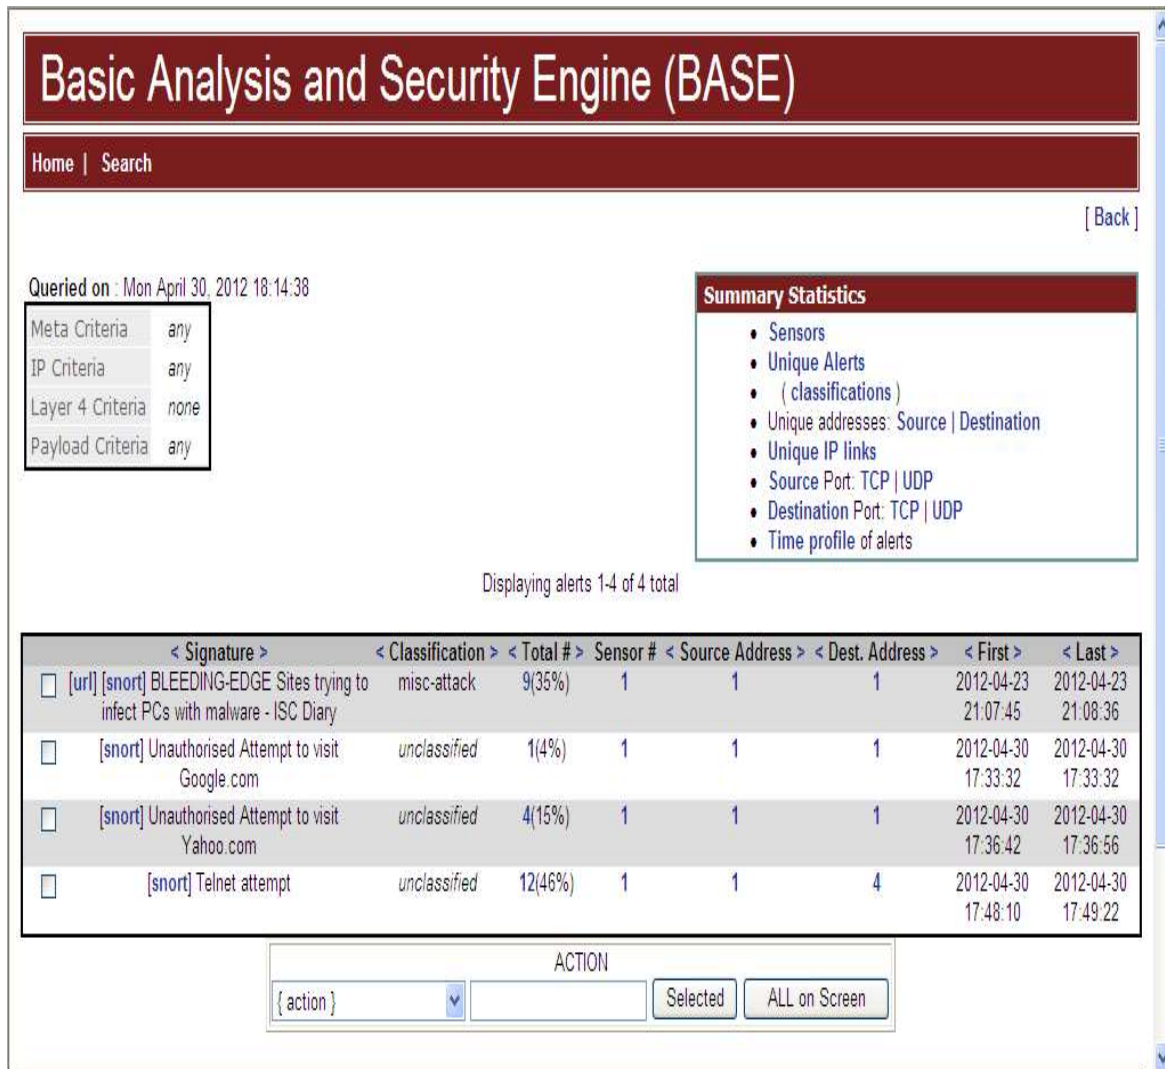 Basic Analysis and Security Engine (BASE)
Home | Search
[ Back ]
Queried on : Mon April 30, 2012 18:14:38
Meta Criteria any
IP Criteria any
Layer 4 Criteria none
Payload Criteria any
Summary Statistics
• Sensors
• Unique Alerts
• ( classifications )
• Unique addresses: Source | Destination
• Unique IP links
• Source Port: TCP | UDP
• Destination Port: TCP | UDP
• Time profile of alerts
Displaying alerts 1-4 of 4 total
< Signature > < Classification > < Total # > Sensor # < Source Address > < Dest. Address > < First > < Last >
[url] [snort] BLEEDING-EDGE Sites trying to misc-attack 9(35%) 1 1 1 2012-04-23 2012-04-23
infect PCs with malware - ISC Diary 21:07:45 21:08:36
[snort] Unauthorised Attempt to visit unclassified 1(4%) 1 1 1 2012-04-30 2012-04-30
Google.com 17:33:32 17:33:32
[snort] Unauthorised Attempt to visit unclassified 4(15%) 1 1 1 2012-04-30 2012-04-30
Yahoo.com 17:36:42 17:36:56
[snort] Telnet attempt unclassified 12(46%) 1 1 4 2012-04-30 2012-04-30
17:48:10 17:49:22
ACTION
{ action } Selected ALL on Screen